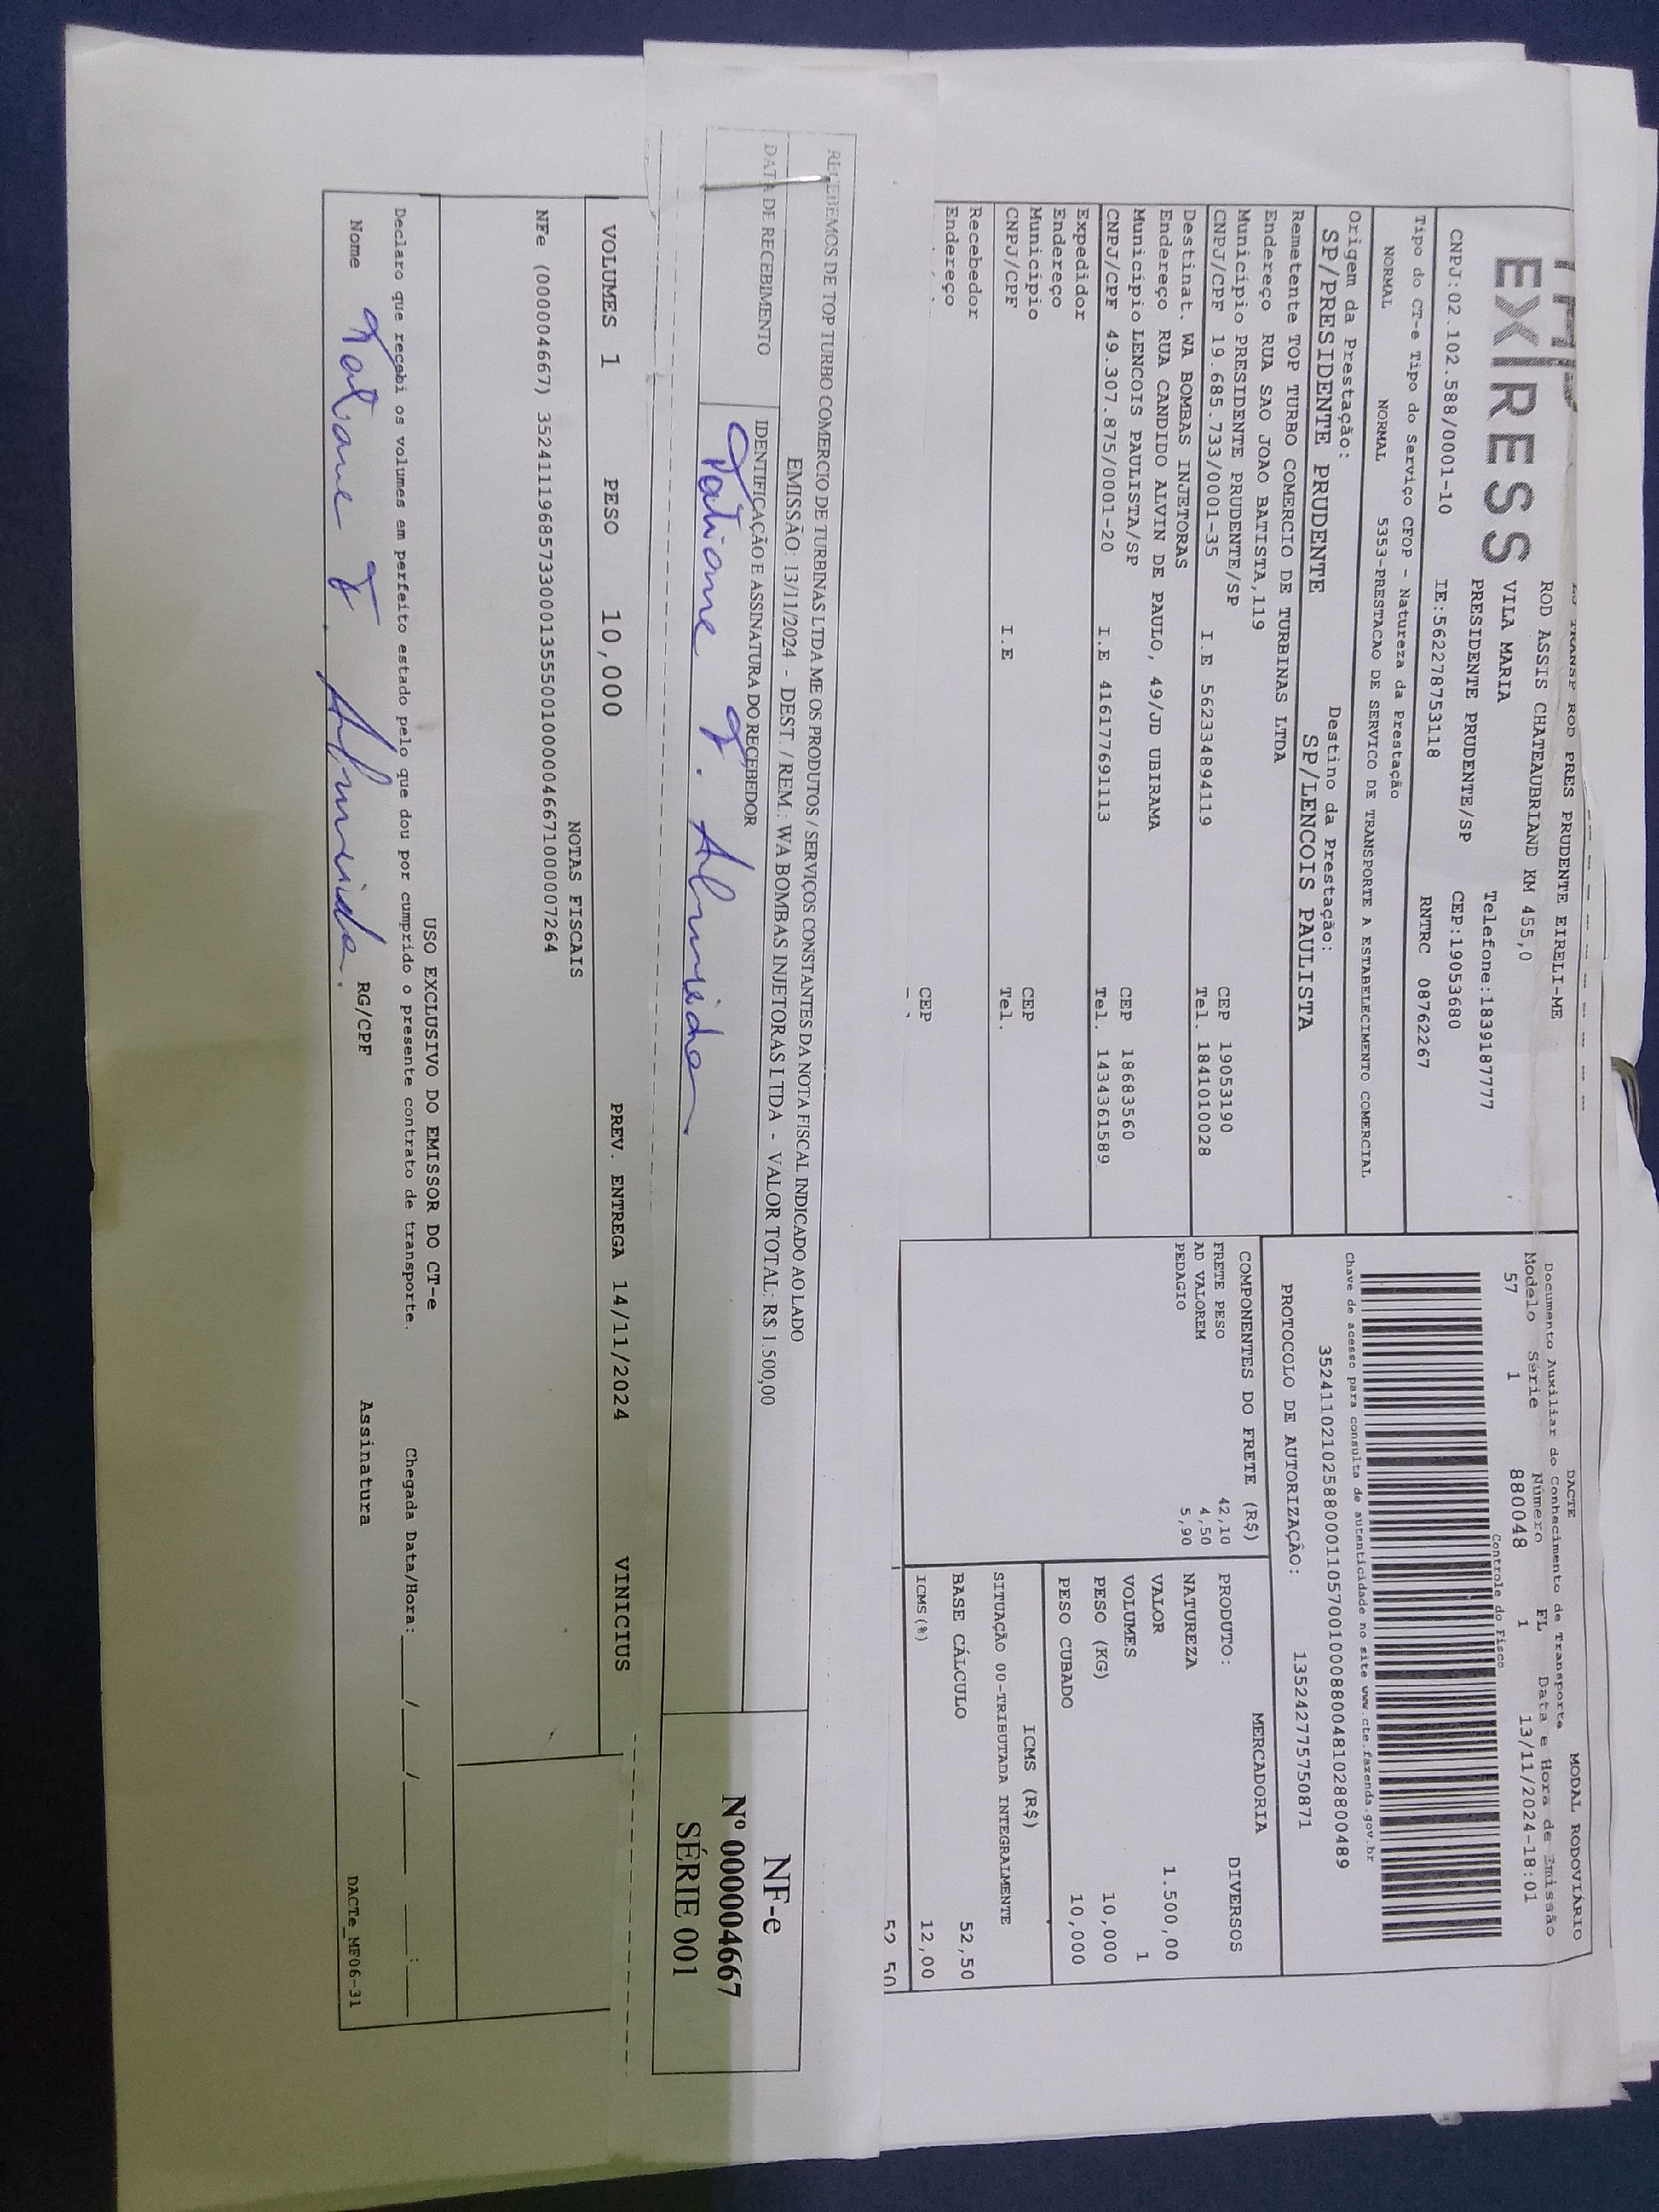 EXPRESS
TRANSP ROD PRES PRUDENTE EIRELI-ME
ROD ASSIS CHATEAUBRIAND KM 455,0
VILA MARIA Telefone:1839187777
PRESIDENTE PRUDENTE/SP CEP:19053680
CNPJ:02.102.588/0001-10 IE:562278753118 RNTRC 08762267
Tipo do CT-e Tipo do Serviço CFOP - Natureza da Prestação
NORMAL NORMAL 5353-PRESTACAO DE SERVICO DE TRANSPORTE A ESTABELECIMENTO COMERCIAL
Origem da Prestação: Destino da Prestação:
SP/PRESIDENTE PRUDENTE SP/LENCOIS PAULISTA
Remetente TOP TURBO COMERCIO DE TURBINAS LTDA
Endereço RUA SAO JOAO BATISTA,119
Município PRESIDENTE PRUDENTE/SP CEP 19053190
CNPJ/CPF 19.685.733/0001-35 I.E 562334894119 Tel. 1841010028
Destinat. WA BOMBAS INJETORAS
Endereço RUA CANDIDO ALVIN DE PAULO, 49/JD UBIRAMA
Município LENCOIS PAULISTA/SP CEP 18683560
CNPJ/CPF 49.307.875/0001-20 I.E 416177691113 Tel. 1434361589
Expedidor
Endereço
Município CEP
CNPJ/CPF I.E Tel.
Recebedor
Endereço
CEP
DACTE MODAL RODOVIÁRIO
Documento Auxiliar do Conhecimento de Transporte
Modelo Série Número FL Data e Hora de Emissão
57 1 880048 1 13/11/2024-18:01
Controle do Fisco
Chave de acesso para consulta de autenticidade no site www.cte.fazenda.gov.br
35241102102588000110570010008800481028800489
PROTOCOLO DE AUTORIZAÇÃO: 135242775750871
COMPONENTES DO FRETE (R$)
FRETE PESO 42,10
AD VALOREM 4,50
PEDAGIO 5,90
MERCADORIA
PRODUTO: DIVERSOS
NATUREZA
VALOR 1.500,00
VOLUMES 1
PESO (KG) 10,000
PESO CUBADO 10,000
ICMS (R$)
SITUAÇÃO 00-TRIBUTADA INTEGRALMENTE
BASE CÁLCULO 52,50
ICMS(%) 12,00
52,50
RECEBEMOS DE TOP TURBO COMERCIO DE TURBINAS LTDA ME OS PRODUTOS / SERVIÇOS CONSTANTES DA NOTA FISCAL INDICADO AO LADO
EMISSÃO: 13/11/2024 - DEST. / REM.: WA BOMBAS INJETORAS LTDA - VALOR TOTAL: R$ 1.500,00
DATA DE RECEBIMENTO IDENTIFICAÇÃO E ASSINATURA DO RECEBEDOR
Tatiane T. Almeida
NF-e
Nº 000004667
SÉRIE 001
VOLUMES 1 PESO 10,000 PREV. ENTREGA 14/11/2024 VINICIUS
NOTAS FISCAIS
NFe (000004667) 35241119685733000135550010000046671000007264
USO EXCLUSIVO DO EMISSOR DO CT-e
Declaro que recebi os volumes em perfeito estado pelo que dou por cumprido o presente contrato de transporte. Chegada Data/Hora:____/____/______ ____:____
Nome Tatiane T. Almeida. RG/CPF Assinatura DACTe_MF06-31